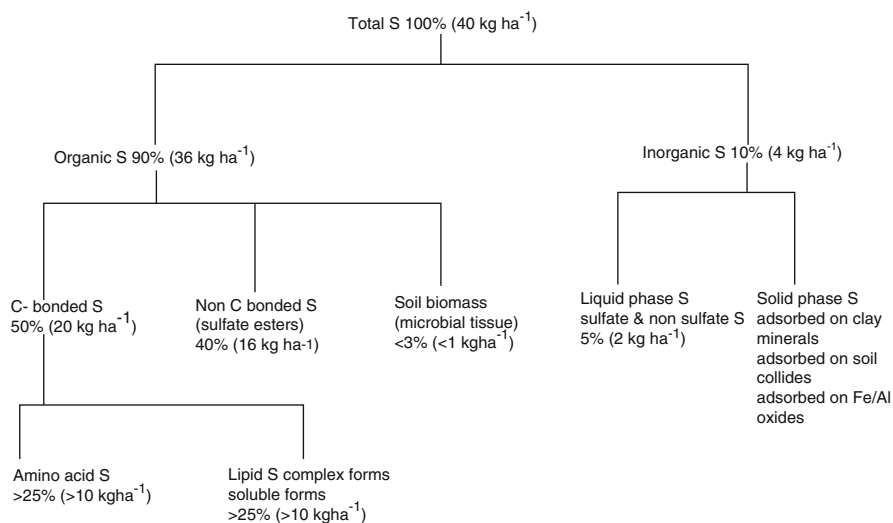 Total S 100% (40 kg ha⁻¹)
Organic S 90% (36 kg ha⁻¹)
Inorganic S 10% (4 kg ha⁻¹)
C- bonded S
50% (20 kg ha⁻¹)
Non C bonded S
(sulfate esters)
40% (16 kg ha-1)
Soil biomass
(microbial tissue)
<3% (<1 kgha⁻¹)
Liquid phase S
sulfate & non sulfate S
5% (2 kg ha⁻¹)
Solid phase S
adsorbed on clay
minerals
adsorbed on soil
collides
adsorbed on Fe/Al
oxides
Amino acid S
>25% (>10 kgha⁻¹)
Lipid S complex forms
soluble forms
>25% (>10 kgha⁻¹)